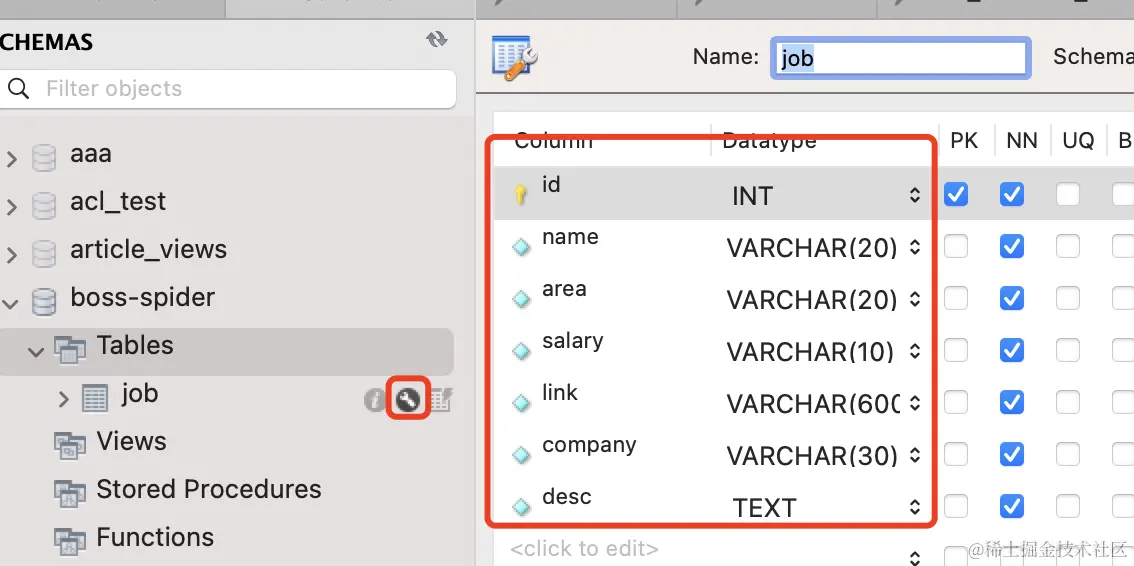 CHEMAS
Filter objects
aaa
acl_test
article_views
boss-spider
Tables
job
Views
Stored Procedures
Functions
Name: job Schema
Column Datatype PK NN UQ B
id INT
name VARCHAR(20)
area VARCHAR(20)
salary VARCHAR(10)
link VARCHAR(600
company VARCHAR(30)
desc TEXT
<click to edit>
@稀土掘金技术社区